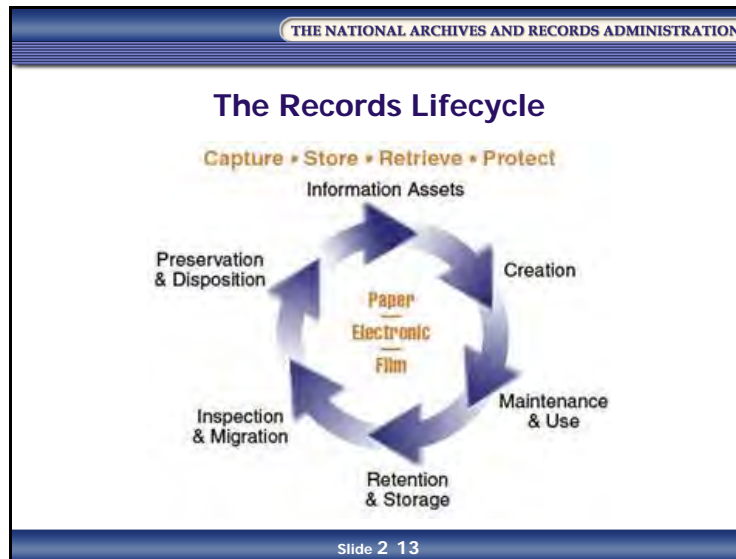 THE NATIONAL ARCHIVES AND RECORDS ADMINISTRATION
The Records Lifecycle
Capture • Store • Retrieve • Protect
Information Assets
Creation
Maintenance
& Use
Retention
& Storage
Inspection
& Migration
Preservation
& Disposition
Paper
Electronic
Film
Slide 2 13